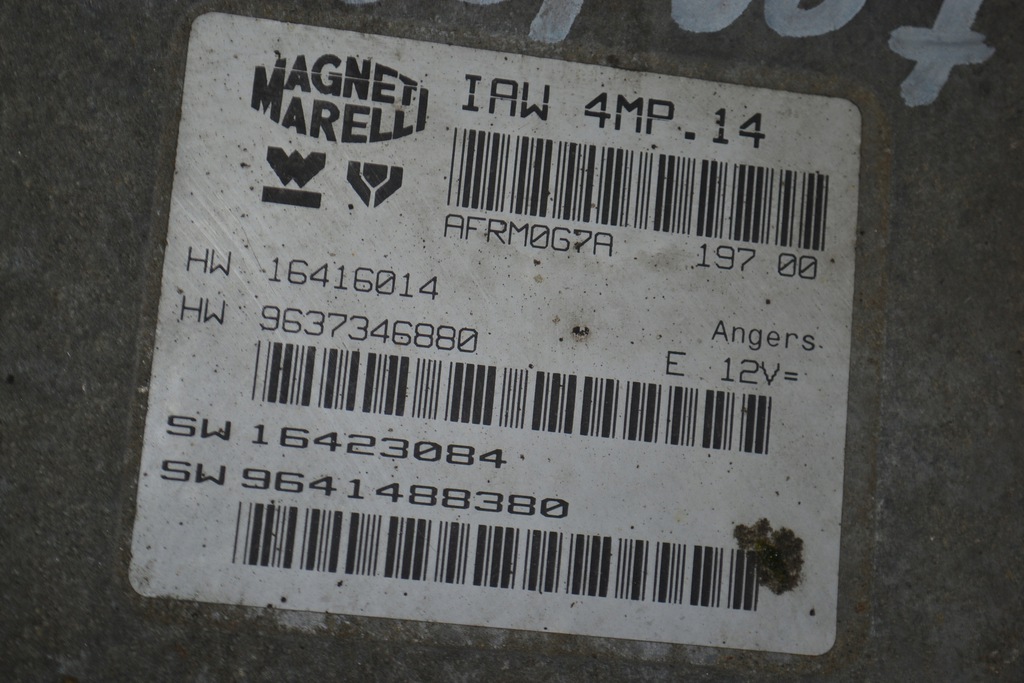 MAGNETI
MARELLI
IAW 4MP.14
AFRM0G7A 197 00
HW 16416014
HW 9637346880
Angers
E 12V=
SW 16423084
SW 9641488380